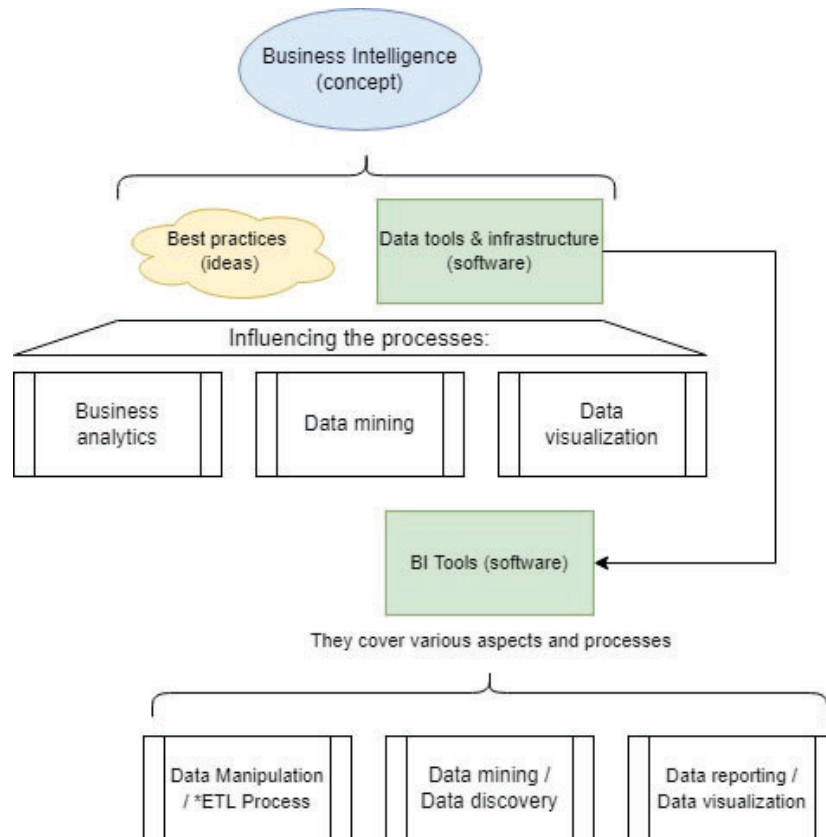 Business Intelligence
(concept)
Best practices
(ideas)
Data tools & infrastructure
(software)
Influencing the processes:
Business
analytics
Data mining
Data
visualization
BI Tools (software)
They cover various aspects and processes
Data Manipulation
/ *ETL Process
Data mining /
Data discovery
Data reporting /
Data visualization